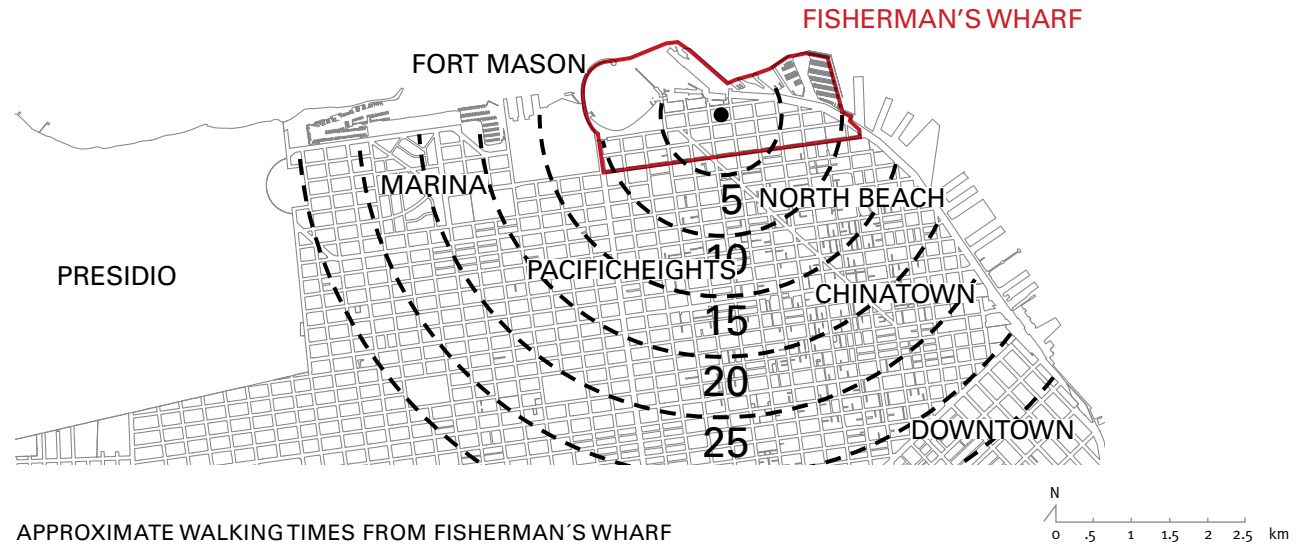 FISHERMAN'S WHARF
FORT MASON
MARINA
5
NORTH BEACH
10
PRESIDIO
PACIFICHEIGHTS
CHINATOWN
15
20
25
DOWNTOWN
N
0 .5 1 1.5 2 2.5 km
APPROXIMATE WALKING TIMES FROM FISHERMAN´S WHARF